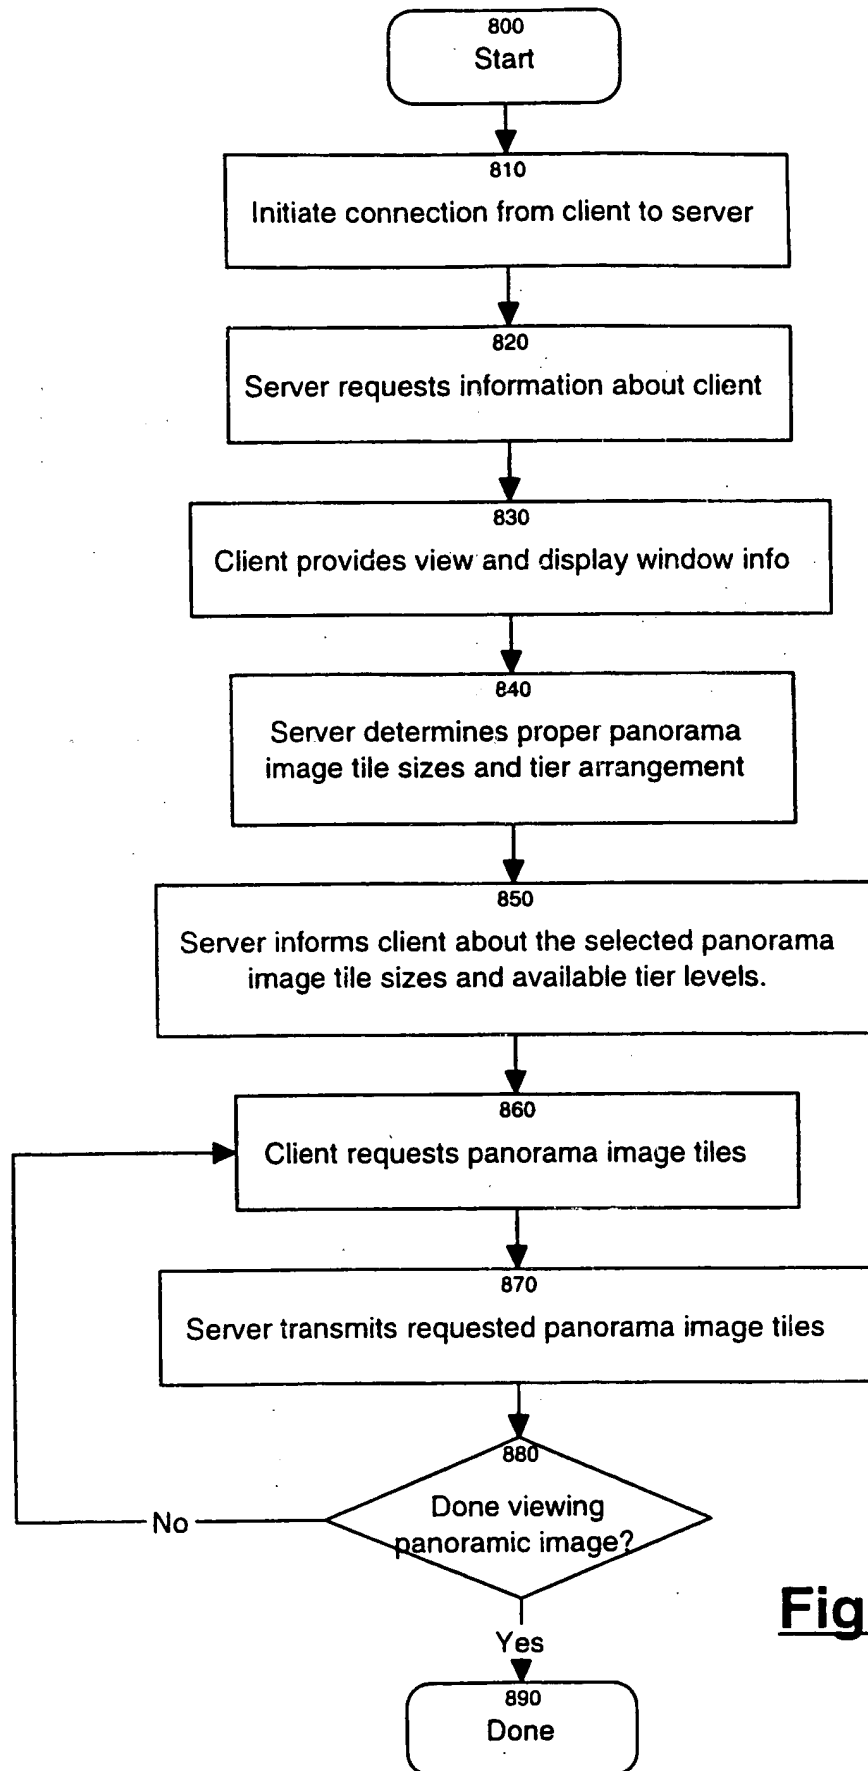 800
Start
810
Initiate connection from client to server
820
Server requests information about client
830
Client provides view and display window info
840
Server determines proper panorama
image tile sizes and tier arrangement
850
Server informs client about the selected panorama
image tile sizes and available tier levels.
860
Client requests panorama image tiles
870
Server transmits requested panorama image tiles
880
Done viewing
panoramic image?
No
Yes
890
Done
Fig